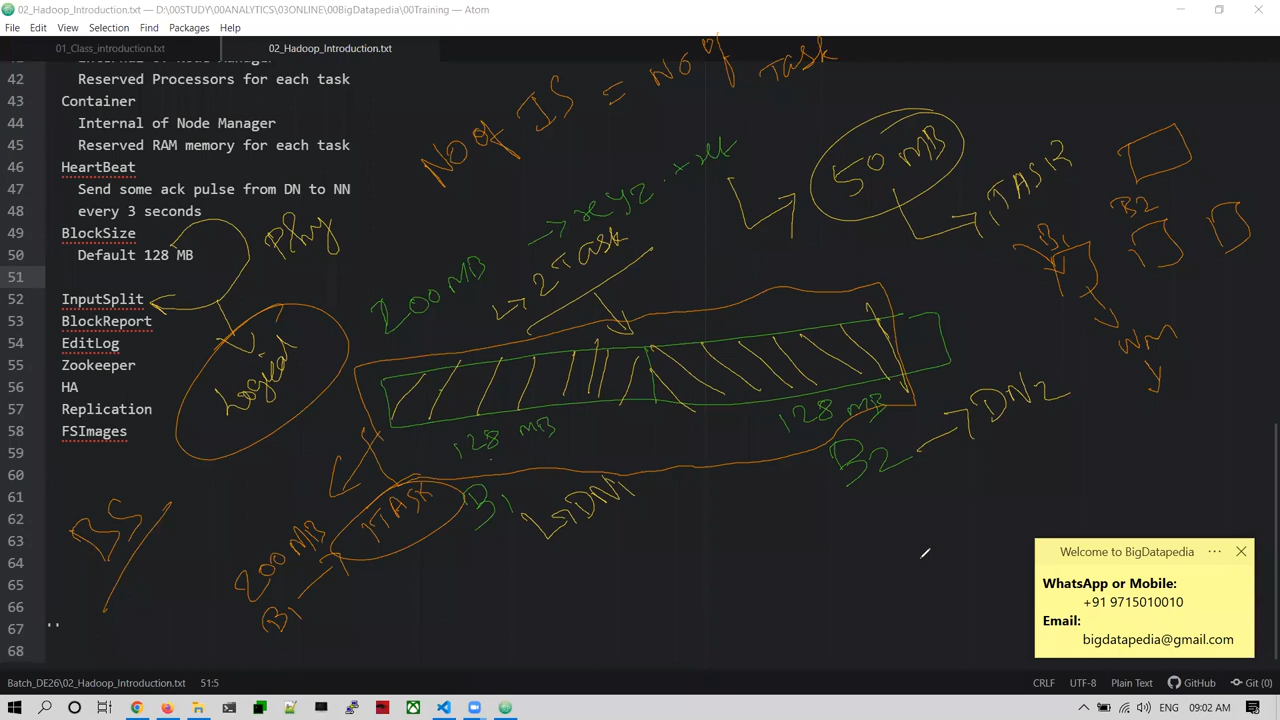 02_Hadoop_Introduction.txt — D:\00STUDY\00ANALYTICS\03ONLINE\00BigDatapedia\00Training — Atom
File Edit View Selection Find Packages Help
01_Class_introduction.txt 02_Hadoop_Introduction.txt
42 Reserved Processors for each task
43 Container
44 Internal of Node Manager
45 Reserved RAM memory for each task
46 HeartBeat
47 Send some ack pulse from DN to NN
48 every 3 seconds
49 BlockSize
50 Default 128 MB
51
52 InputSplit
53 BlockReport
54 EditLog
55 Zookeeper
56 HA
57 Replication
58 FSImages
59
60
61
62
63
64
65
66
67 ''
68
No of IS = No of Task
50 MB
1TASK
Phy
Logical
200 MB
xyz.txt
2 Task
B1
B2
WM
128 MB
128 MB
B1
DN1
B2
DN2
BS
200 MB
1TASK
B1
Welcome to BigDatapedia ···
WhatsApp or Mobile:
+91 9715010010
Email:
bigdatapedia@gmail.com
Batch_DE26\02_Hadoop_Introduction.txt 51:5 CRLF UTF-8 Plain Text GitHub Git (0)
ENG 09:02 AM